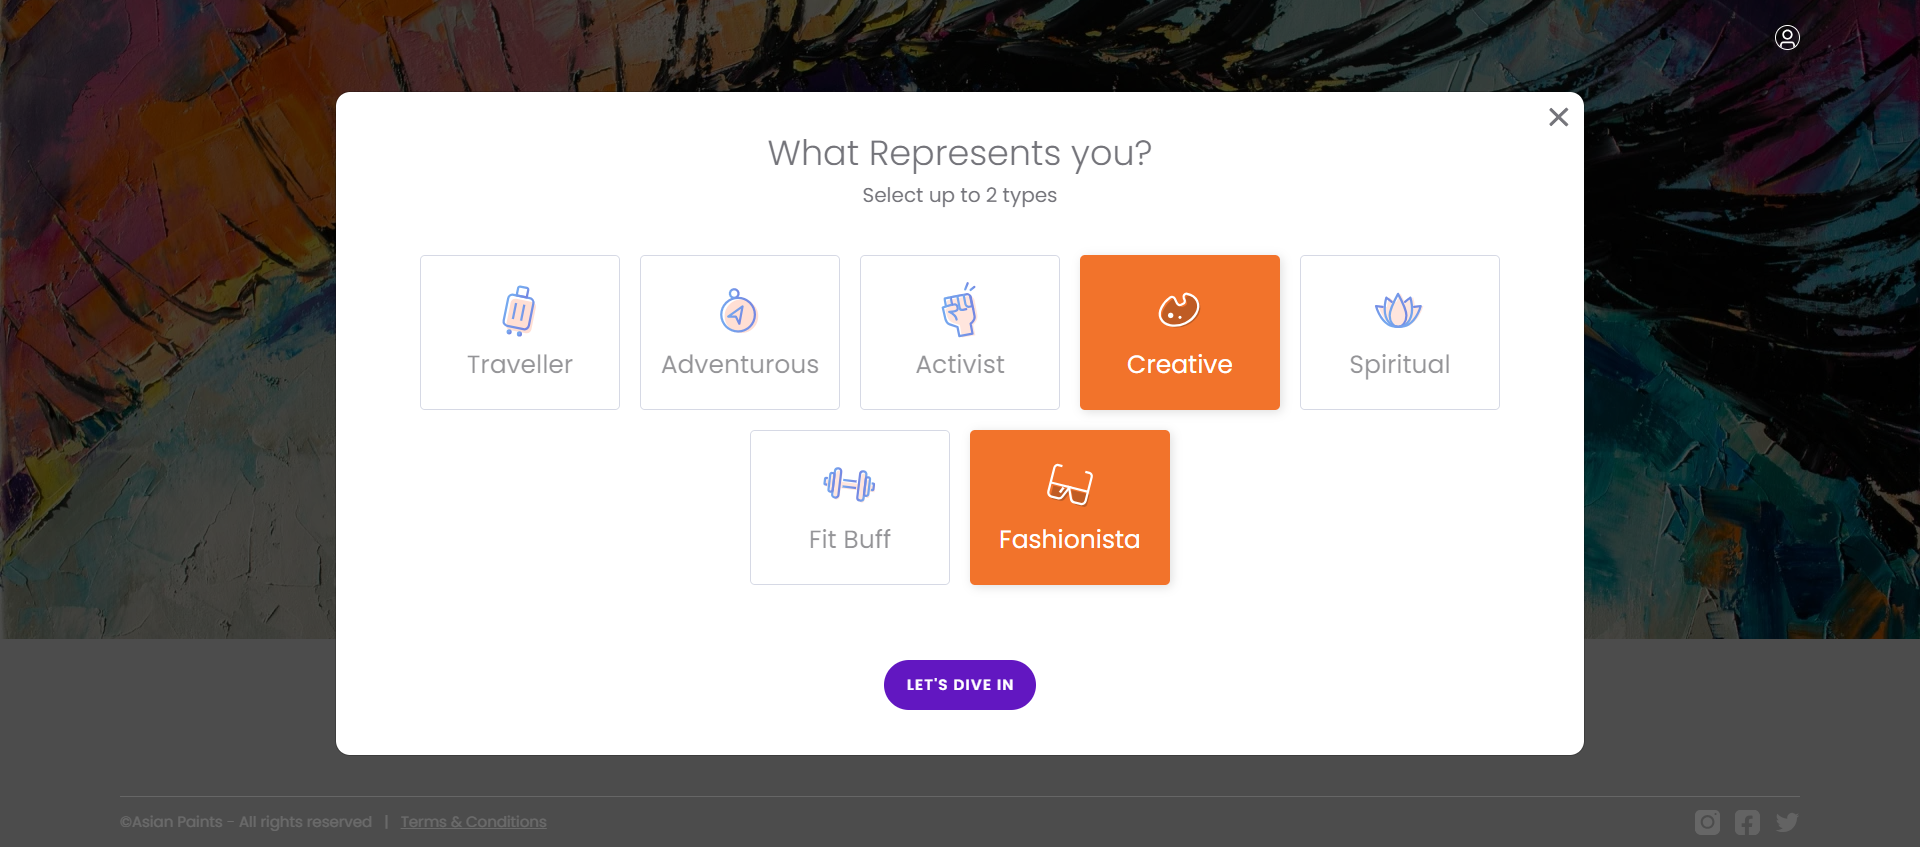 What Represents you?
Select up to 2 types
Traveller
Adventurous
Activist
Creative
Spiritual
Fit Buff
Fashionista
LET'S DIVE IN
©Asian Paints - All rights reserved | Terms & Conditions